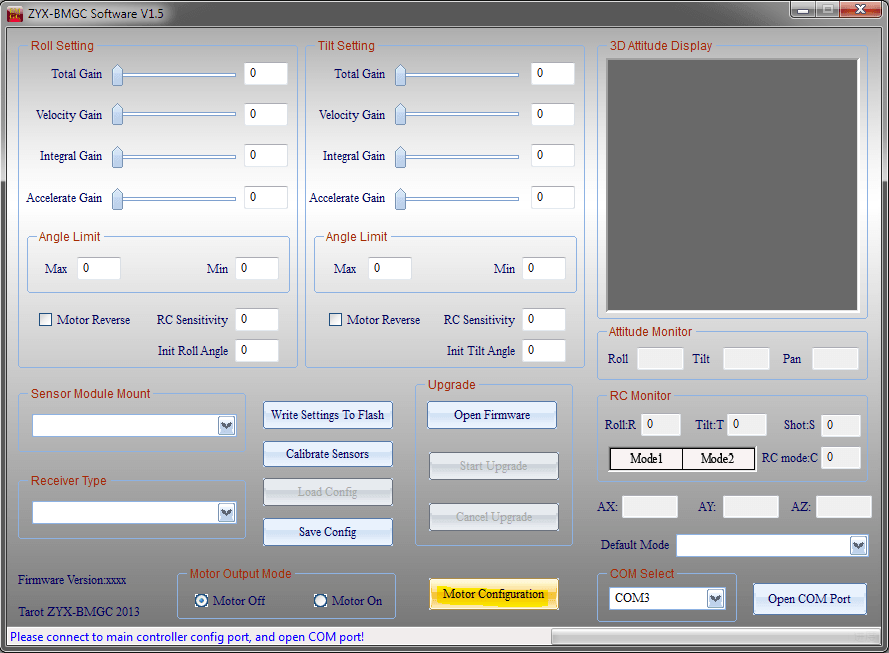 ZYX-BMGC Software V1.5
Roll Setting
Total Gain 0
Velocity Gain 0
Integral Gain 0
Accelerate Gain 0
Angle Limit
Max 0 Min 0
Motor Reverse RC Sensitivity 0
Init Roll Angle 0
Tilt Setting
Total Gain 0
Velocity Gain 0
Integral Gain 0
Accelerate Gain 0
Angle Limit
Max 0 Min 0
Motor Reverse RC Sensitivity 0
Init Tilt Angle 0
3D Attitude Display
Attitude Monitor
Roll Tilt Pan
RC Monitor
Roll:R 0 Tilt:T 0 Shot:S 0
Mode1 Mode2 RC mode:C 0
AX: AY: AZ:
Default Mode
Sensor Module Mount
Receiver Type
Write Settings To Flash
Calibrate Sensors
Load Config
Save Config
Upgrade
Open Firmware
Start Upgrade
Cancel Upgrade
Firmware Version:xxxx
Tarot ZYX-BMGC 2013
Motor Output Mode
Motor Off Motor On
Motor Configuration
COM Select
COM3
Open COM Port
Please connect to main controller config port, and open COM port!